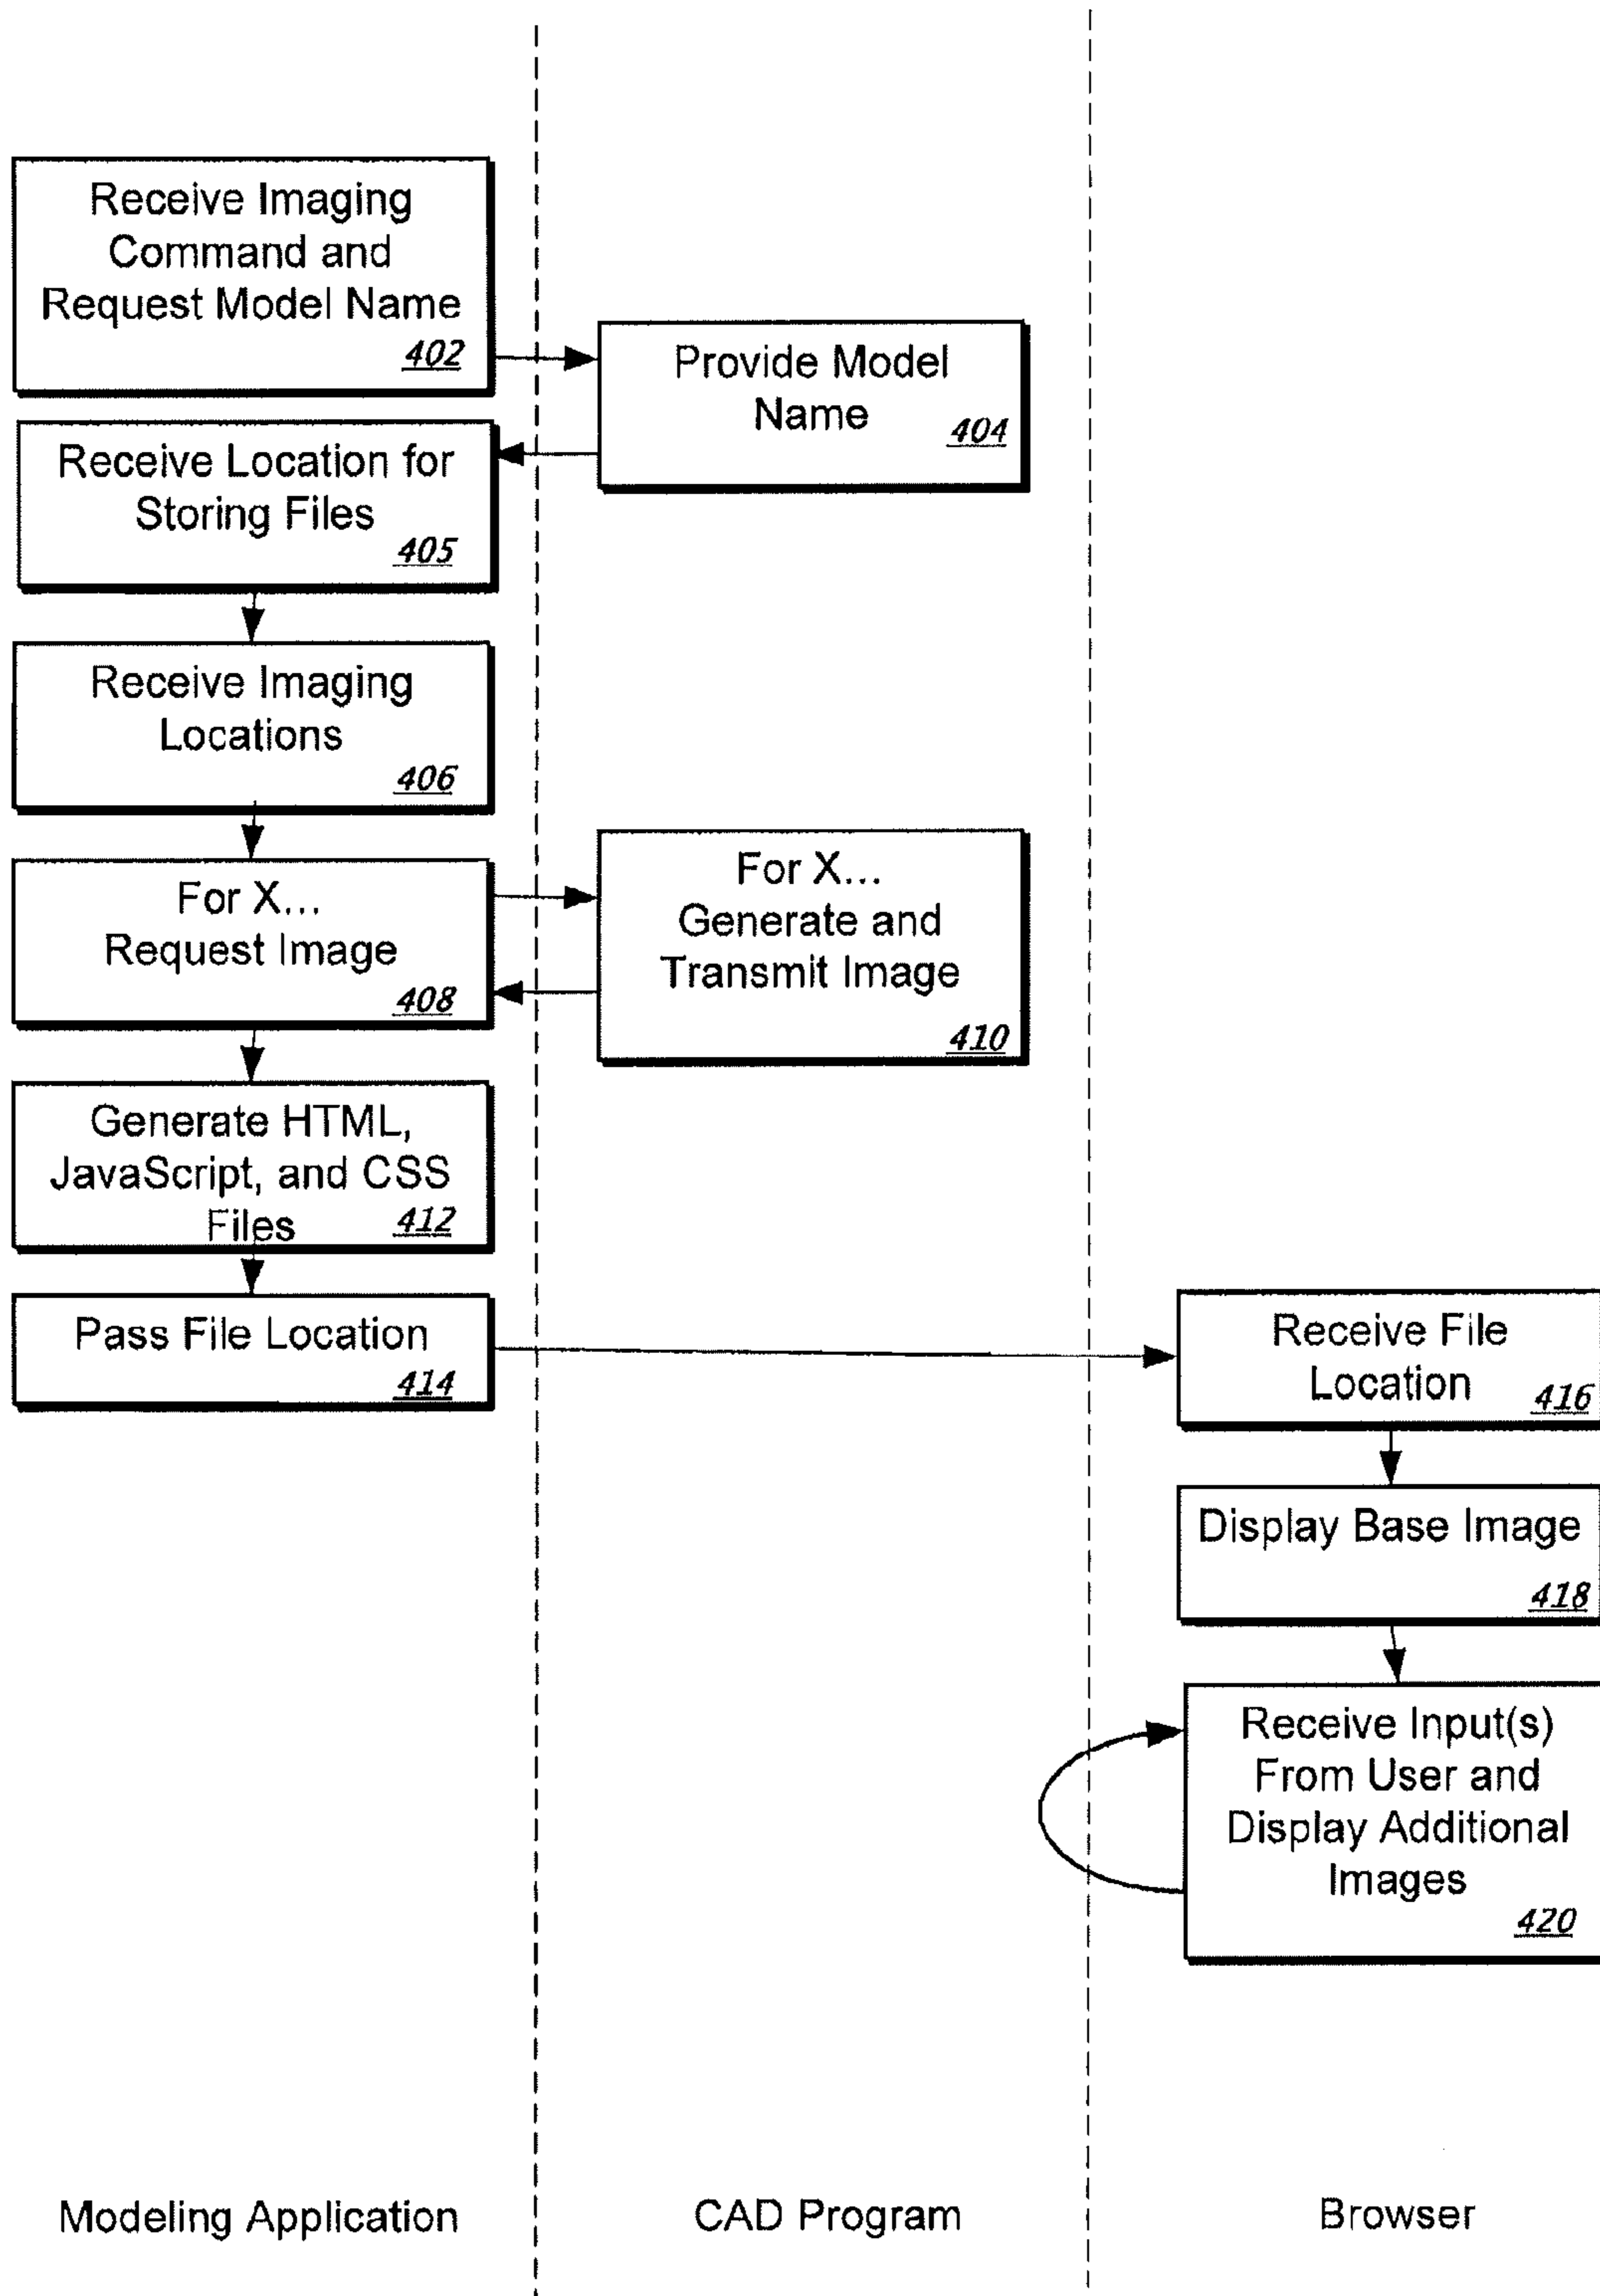 Receive Imaging
Command and
Request Model Name
402
Provide Model
Name
404
Receive Location for
Storing Files
405
Receive Imaging
Locations
406
For X...
Request Image
408
For X...
Generate and
Transmit Image
410
Generate HTML,
JavaScript, and CSS
Files
412
Pass File Location
414
Receive File
Location
416
Display Base Image
418
Receive Input(s)
From User and
Display Additional
Images
420
Modeling Application
CAD Program
Browser